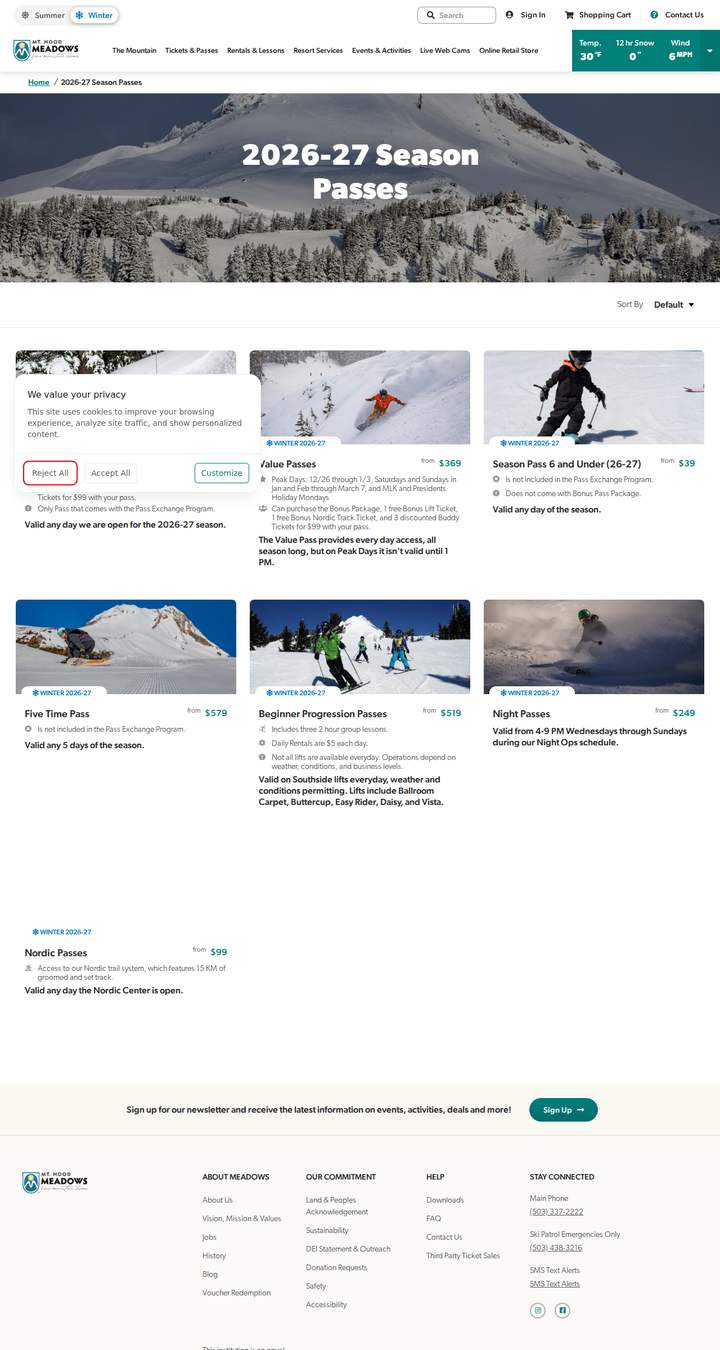 Summer
Winter
Search
Sign In
Shopping Cart
Contact Us
MT. HOOD
MEADOWS
The Mountain
Tickets & Passes
Rentals & Lessons
Resort Services
Events & Activities
Live Web Cams
Online Retail Store
Temp.
30 °F
12 hr Snow
0 "
Wind
6 MPH
Home / 2026-27 Season Passes
2026-27 Season
Passes
Sort By Default
We value your privacy
This site uses cookies to improve your browsing
experience, analyze site traffic, and show personalized
content.
Reject All
Accept All
Customize
Tickets for $99 with your pass.
Only Pass that comes with the Pass Exchange Program.
Valid any day we are open for the 2026-27 season.
WINTER 2026-27
Value Passes
from $369
Peak Days: 12/26 through 1/3, Saturdays and Sundays in
Jan and Feb through March 7, and MLK and Presidents
Holiday Mondays
Can purchase the Bonus Package, 1 free Bonus Lift Ticket,
1 free Bonus Nordic Track Ticket, and 3 discounted Buddy
Tickets for $99 with your pass.
The Value Pass provides every day access, all
season long, but on Peak Days it isn't valid until 1
PM.
WINTER 2026-27
Season Pass 6 and Under (26-27)
from $39
Is not included in the Pass Exchange Program.
Does not come with Bonus Pass Package.
Valid any day of the season.
WINTER 2026-27
Five Time Pass
from $579
Is not included in the Pass Exchange Program.
Valid any 5 days of the season.
WINTER 2026-27
Beginner Progression Passes
from $519
Includes three 2 hour group lessons.
Daily Rentals are $5 each day.
Not all lifts are available everyday. Operations depend on
weather, conditions, and business levels.
Valid on Southside lifts everyday, weather and
conditions permitting. Lifts include Ballroom
Carpet, Buttercup, Easy Rider, Daisy, and Vista.
WINTER 2026-27
Night Passes
from $249
Valid from 4-9 PM Wednesdays through Sundays
during our Night Ops schedule.
WINTER 2026-27
Nordic Passes
from $99
Access to our Nordic trail system, which features 15 KM of
groomed and set track.
Valid any day the Nordic Center is open.
Sign up for our newsletter and receive the latest information on events, activities, deals and more!
Sign Up
MT. HOOD
MEADOWS
ABOUT MEADOWS
About Us
Vision, Mission & Values
Jobs
History
Blog
Voucher Redemption
OUR COMMITMENT
Land & Peoples
Acknowledgement
Sustainability
DEI Statement & Outreach
Donation Requests
Safety
Accessibility
HELP
Downloads
FAQ
Contact Us
Third Party Ticket Sales
STAY CONNECTED
Main Phone
(503) 337-2222
Ski Patrol Emergencies Only
(503) 438-3216
SMS Text Alerts
SMS Text Alerts